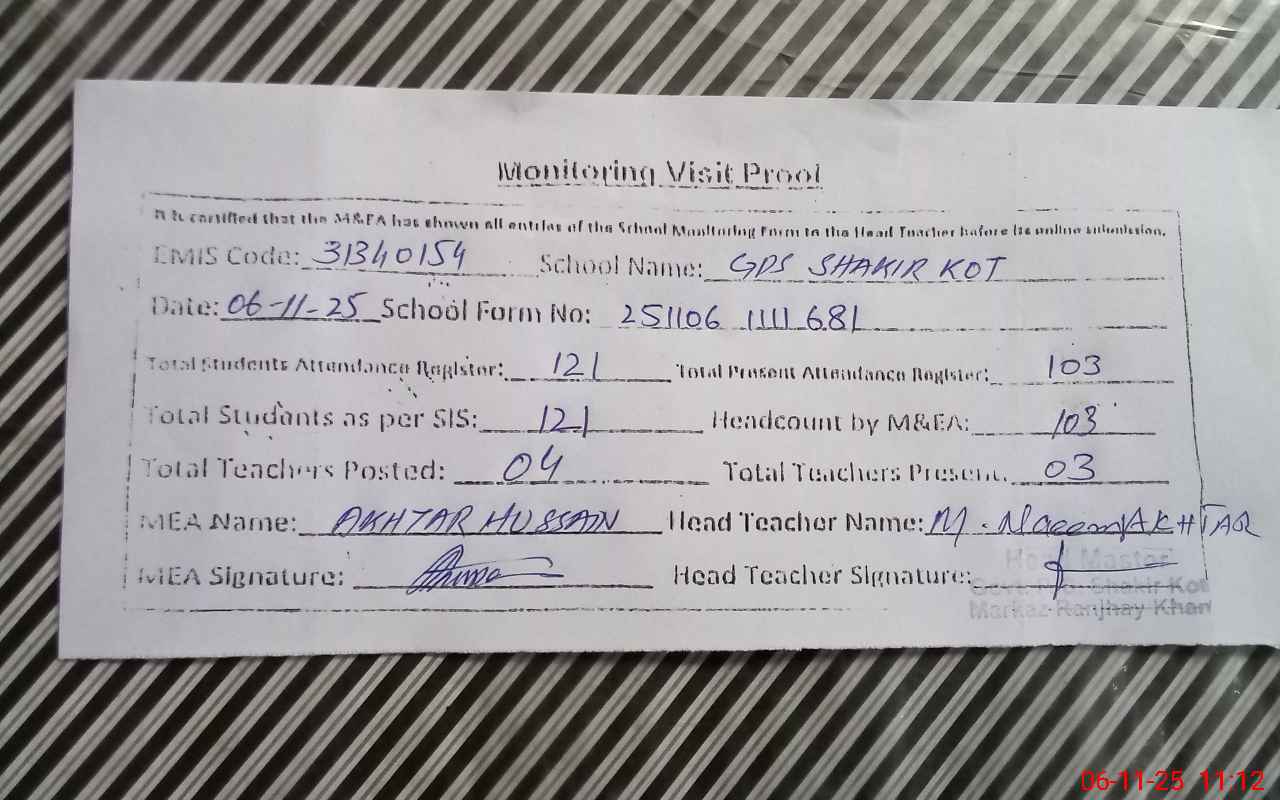 Monitoring Visit Proof
It is certified that the M&EA has shown all entries of the School Monitoring Form to the Head Teacher before its online submission.
EMIS Code: 31340154 School Name: GPS SHAKIR KOT
Date: 06-11-25 School Form No: 251106 1111681
Total Students Attendance Register: 121 Total Present Attendance Register: 103
Total Students as per SIS: 121 Headcount by M&EA: 103
Total Teachers Posted: 04 Total Teachers Present. 03
MEA Name: AKHTAR HUSSAIN Head Teacher Name: M. Naeem AKHTAR
MEA Signature: Head Teacher Signature:
Head Master
Govt. P/o. Shakir Kot
Markaz Ranjhay Khan
06-11-25 11:12